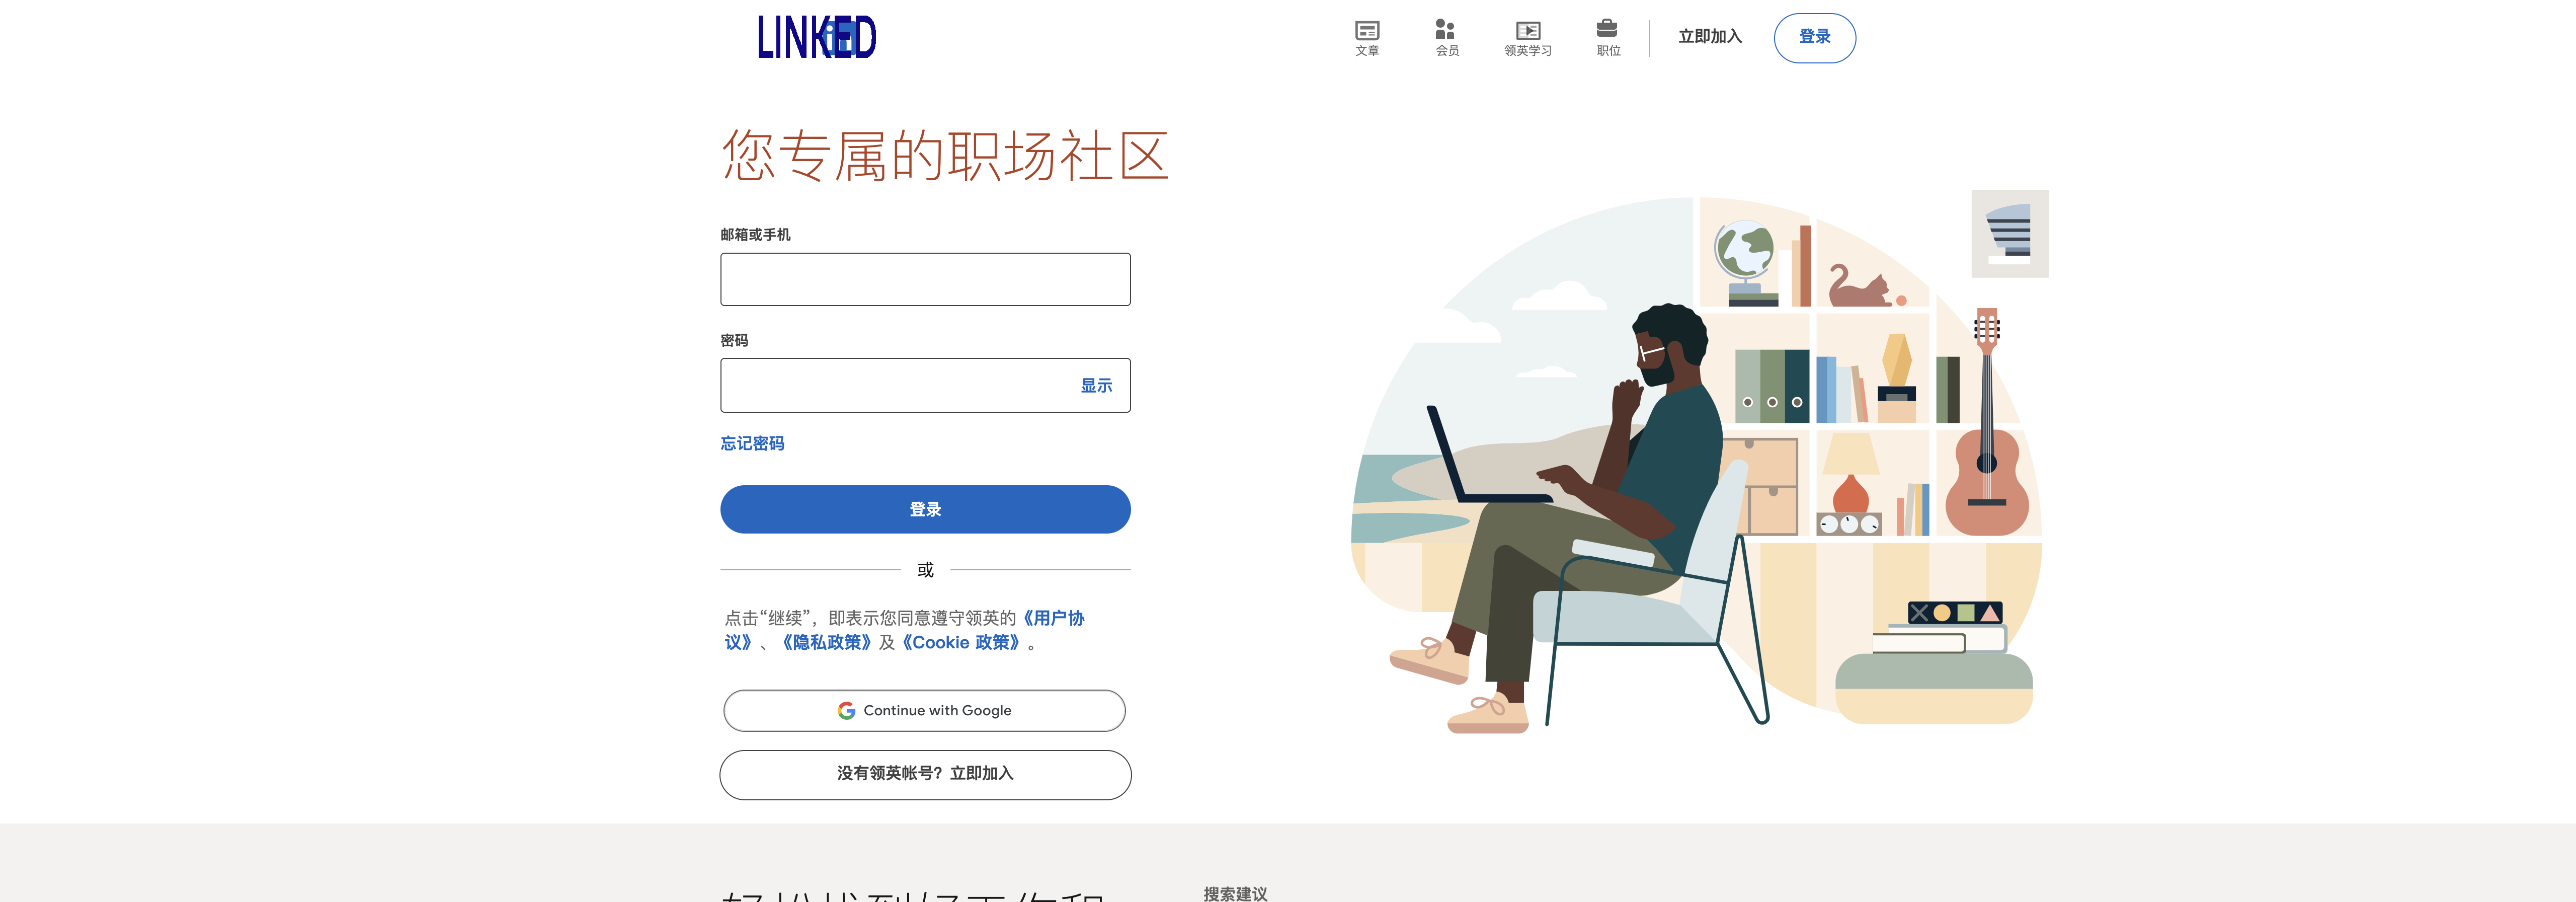 LINKED
文章
会员
领英学习
职位
立即加入
登录
您专属的职场社区
邮箱或手机
密码
显示
忘记密码
登录
或
点击“继续”，即表示您同意遵守领英的《用户协
议》、《隐私政策》及《Cookie 政策》。
Continue with Google
没有领英帐号？立即加入
搜索建议